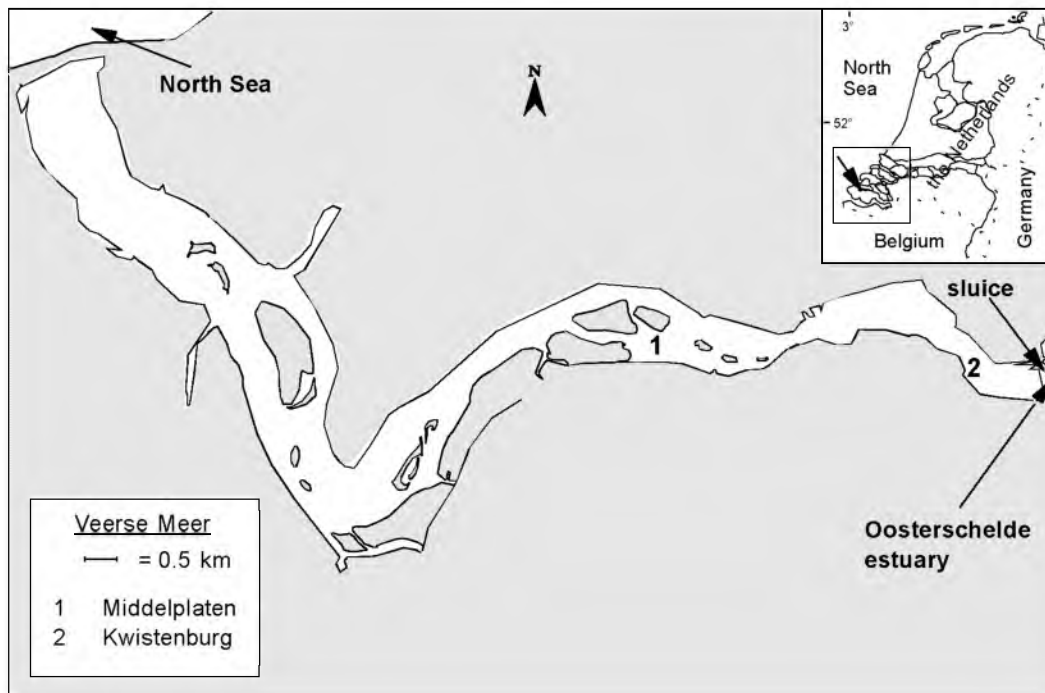 North Sea
N
3°
North
Sea
52°
the Netherlands
Germany
Belgium
sluice
1
2
Oosterschelde
estuary
Veerse Meer
= 0.5 km
1 Middelplaten
2 Kwistenburg